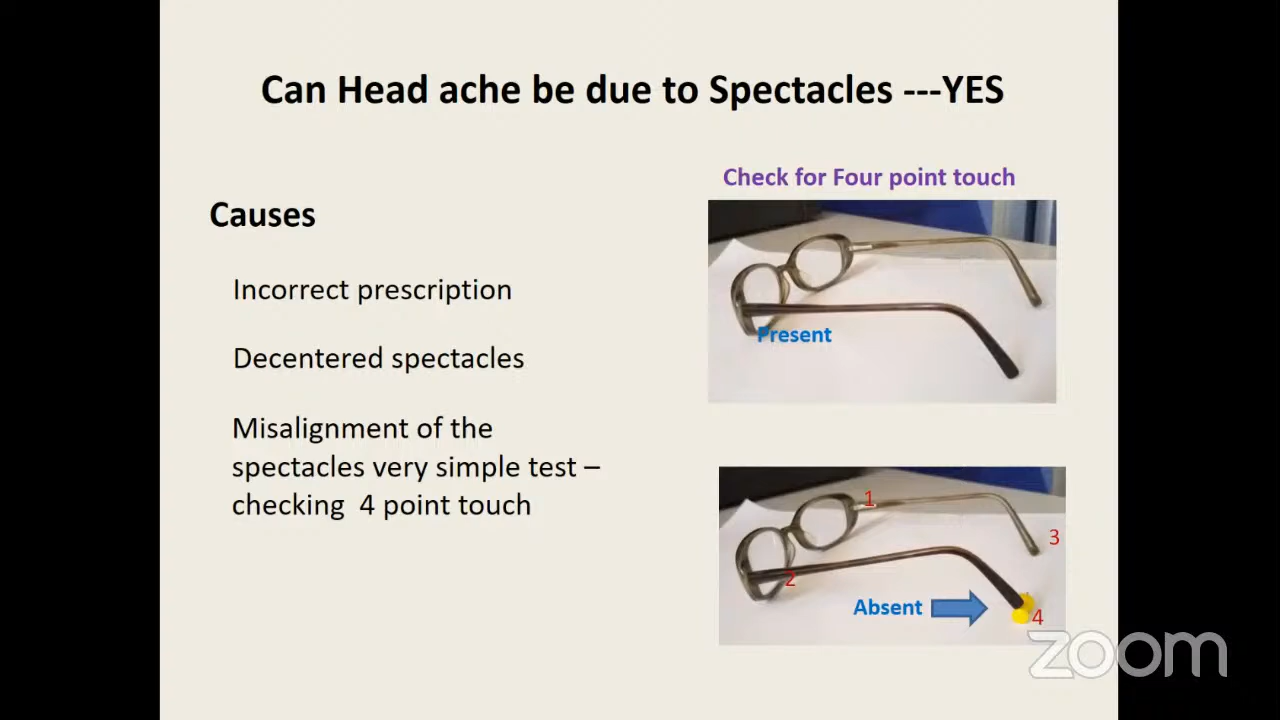 Can Head ache be due to Spectacles ---YES
Check for Four point touch
Causes
Incorrect prescription
Present
Decentered spectacles
Misalignment of the
spectacles very simple test –
checking 4 point touch
1
3
2
Absent
4
zoom